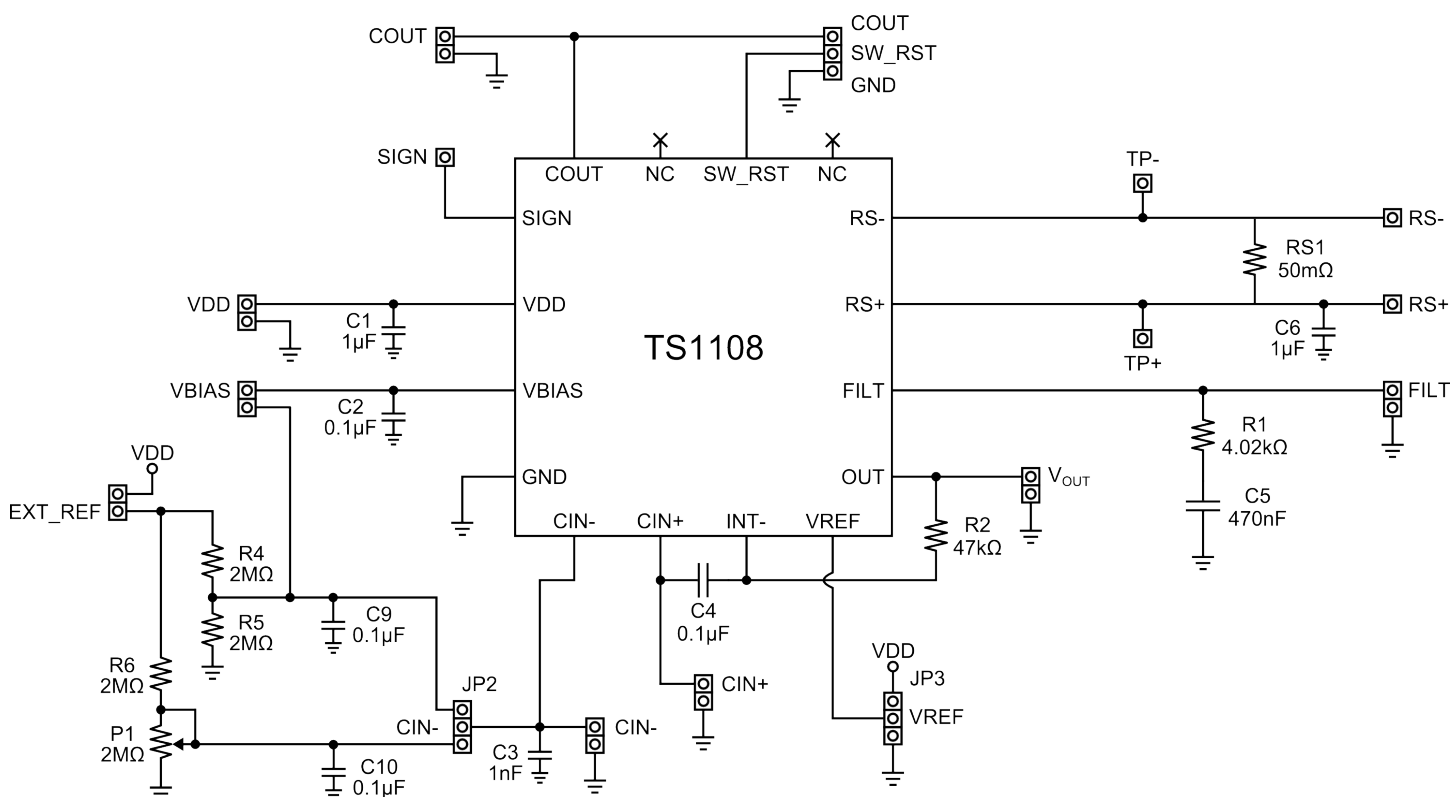 COUT
COUT
SW_RST
GND
SIGN
COUT
NC
SW_RST
NC
TP-
SIGN
RS-
RS-
RS1
50mΩ
VDD
VDD
RS+
RS+
C1
1µF
TS1108
C6
1µF
TP+
VBIAS
VBIAS
FILT
FILT
C2
0.1µF
R1
4.02kΩ
VDD
GND
OUT
VOUT
C5
470nF
EXT_REF
CIN-
CIN+
INT-
VREF
R2
47kΩ
R4
2MΩ
R5
2MΩ
C9
0.1µF
C4
0.1µF
R6
2MΩ
VDD
JP3
JP2
CIN+
VREF
P1
2MΩ
CIN-
CIN-
C3
1nF
C10
0.1µF